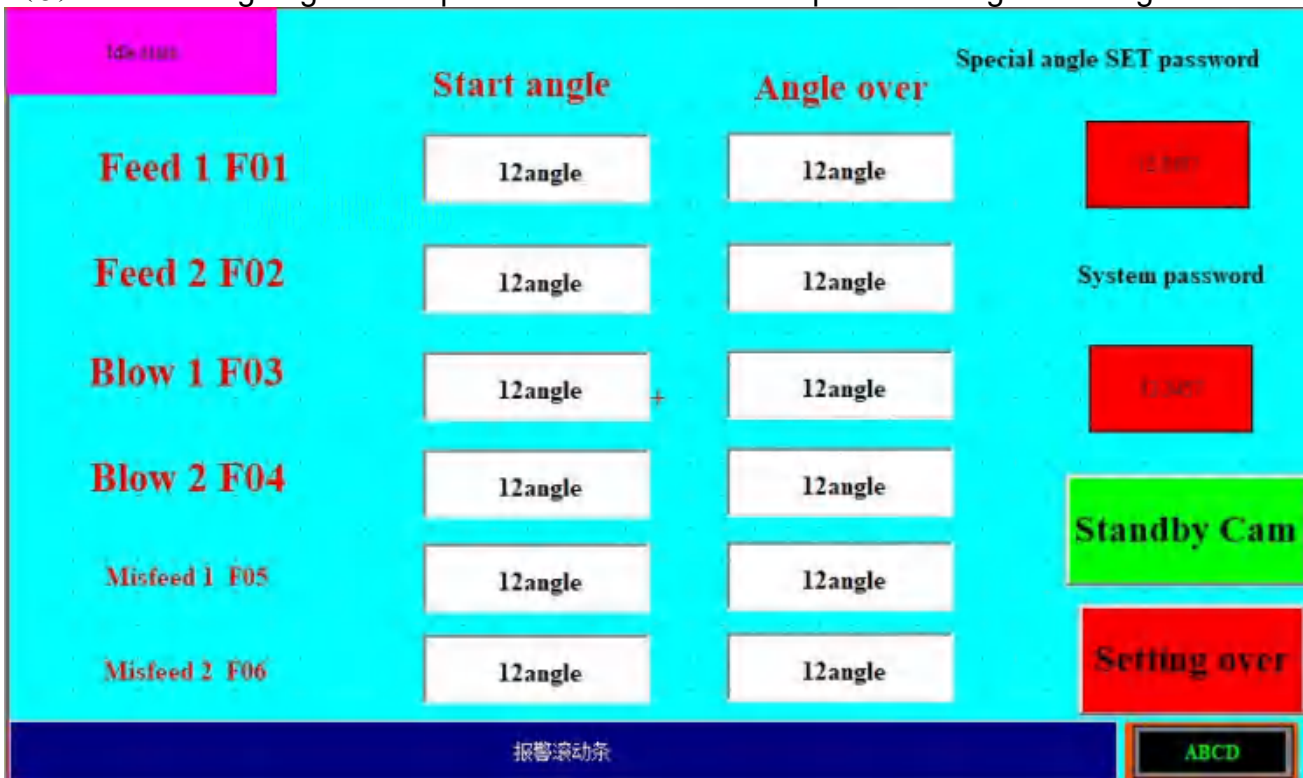 Special angle SET password
Start angle
Angle over
Feed 1 F01
12angle
12angle
Feed 2 F02
12angle
12angle
System password
Blow 1 F03
12angle
12angle
Blow 2 F04
12angle
12angle
Standby Cam
Misfeed 1 F05
12angle
12angle
Misfeed 2 F06
12angle
12angle
Setting over
报警滚动条
ABCD